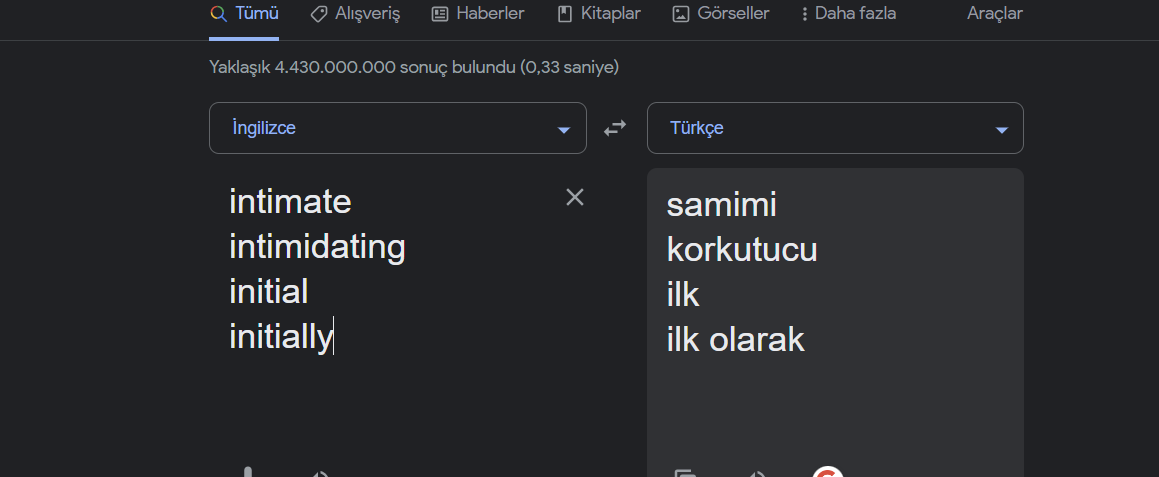 Tümü Alışveriş Haberler Kitaplar Görseller Daha fazla Araçlar
Yaklaşık 4.430.000.000 sonuç bulundu (0,33 saniye)
İngilizce Türkçe
intimate
intimidating
initial
initially
samimi
korkutucu
ilk
ilk olarak